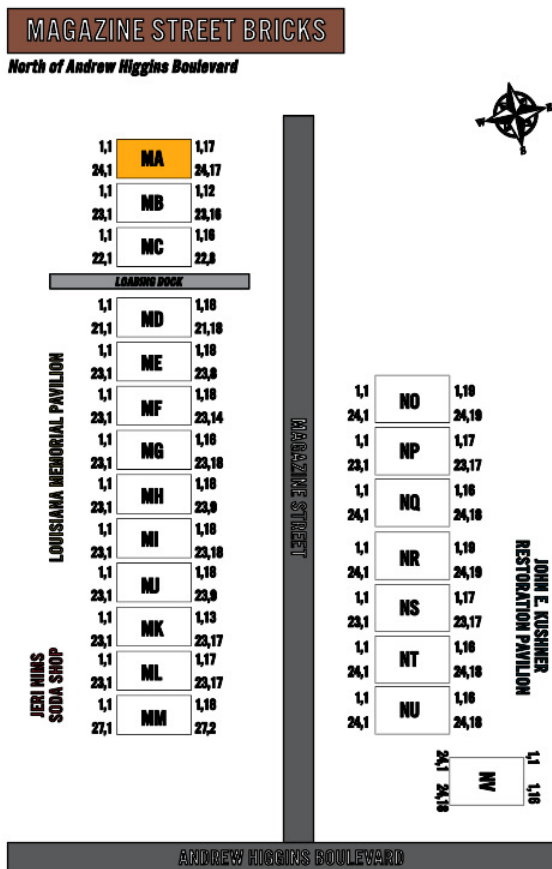 MAGAZINE STREET BRICKS
North of Andrew Higgins Boulevard
N
W
E
S
1,1 MA 1,17
24,1 24,17
1,1 MB 1,12
23,1 23,16
1,1 MC 1,16
22,1 22,8
LOADING DOCK
1,1 MD 1,18
21,1 21,18
1,1 ME 1,18
23,1 23,8
1,1 MF 1,18
23,1 23,14
1,1 MG 1,16
23,1 23,18
1,1 MH 1,18
23,1 23,9
1,1 MI 1,18
23,1 23,18
1,1 MJ 1,18
23,1 23,9
1,1 MK 1,13
23,1 23,17
1,1 ML 1,17
23,1 23,17
1,1 MM 1,18
27,1 27,2
LOUISIANA MEMORIAL PAVILION
JERI NIMS
SODA SHOP
MAGAZINE STREET
1,1 NO 1,19
24,1 24,19
1,1 NP 1,17
23,1 23,17
1,1 NQ 1,16
24,1 24,18
1,1 NR 1,19
24,1 24,19
1,1 NS 1,17
23,1 23,17
1,1 NT 1,16
24,1 24,18
1,1 NU 1,16
24,1 24,18
JOHN E. KUSHNER
RESTORATION PAVILION
24,1 NV 1,1
24,18 1,16
ANDREW HIGGINS BOULEVARD